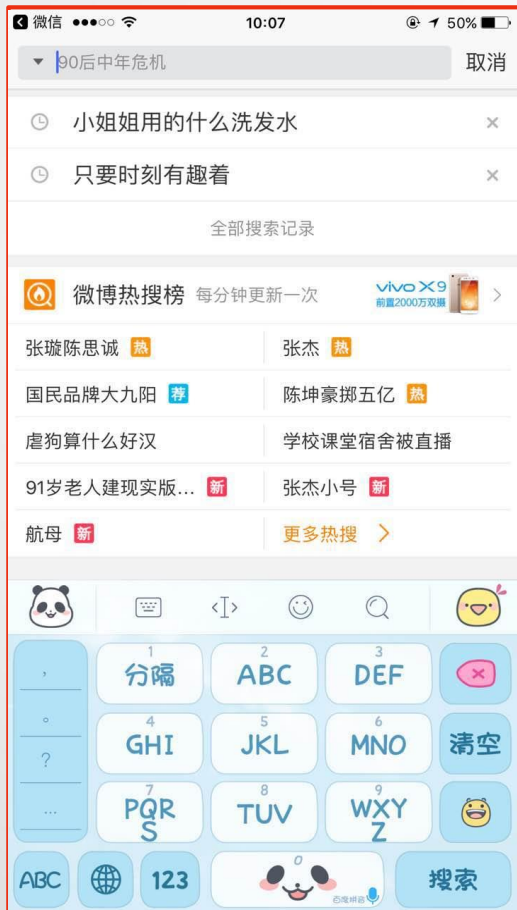 微信 10:07 50%
90后中年危机 取消
小姐姐用的什么洗发水
只要时刻有趣着
全部搜索记录
微博热搜榜 每分钟更新一次 vivo X9
前置2000万双摄
张璇陈思诚 热 张杰 热
国民品牌大九阳 荐 陈坤豪掷五亿 热
虐狗算什么好汉 学校课堂宿舍被直播
91岁老人建现实版... 新 张杰小号 新
航母 新 更多热搜
1 2 3
， 分隔 ABC DEF
。 4 5 6
？ GHI JKL MNO 清空
... 7 8 9
PQRS TUV WXYZ
ABC 123 0 百度拼音 搜索